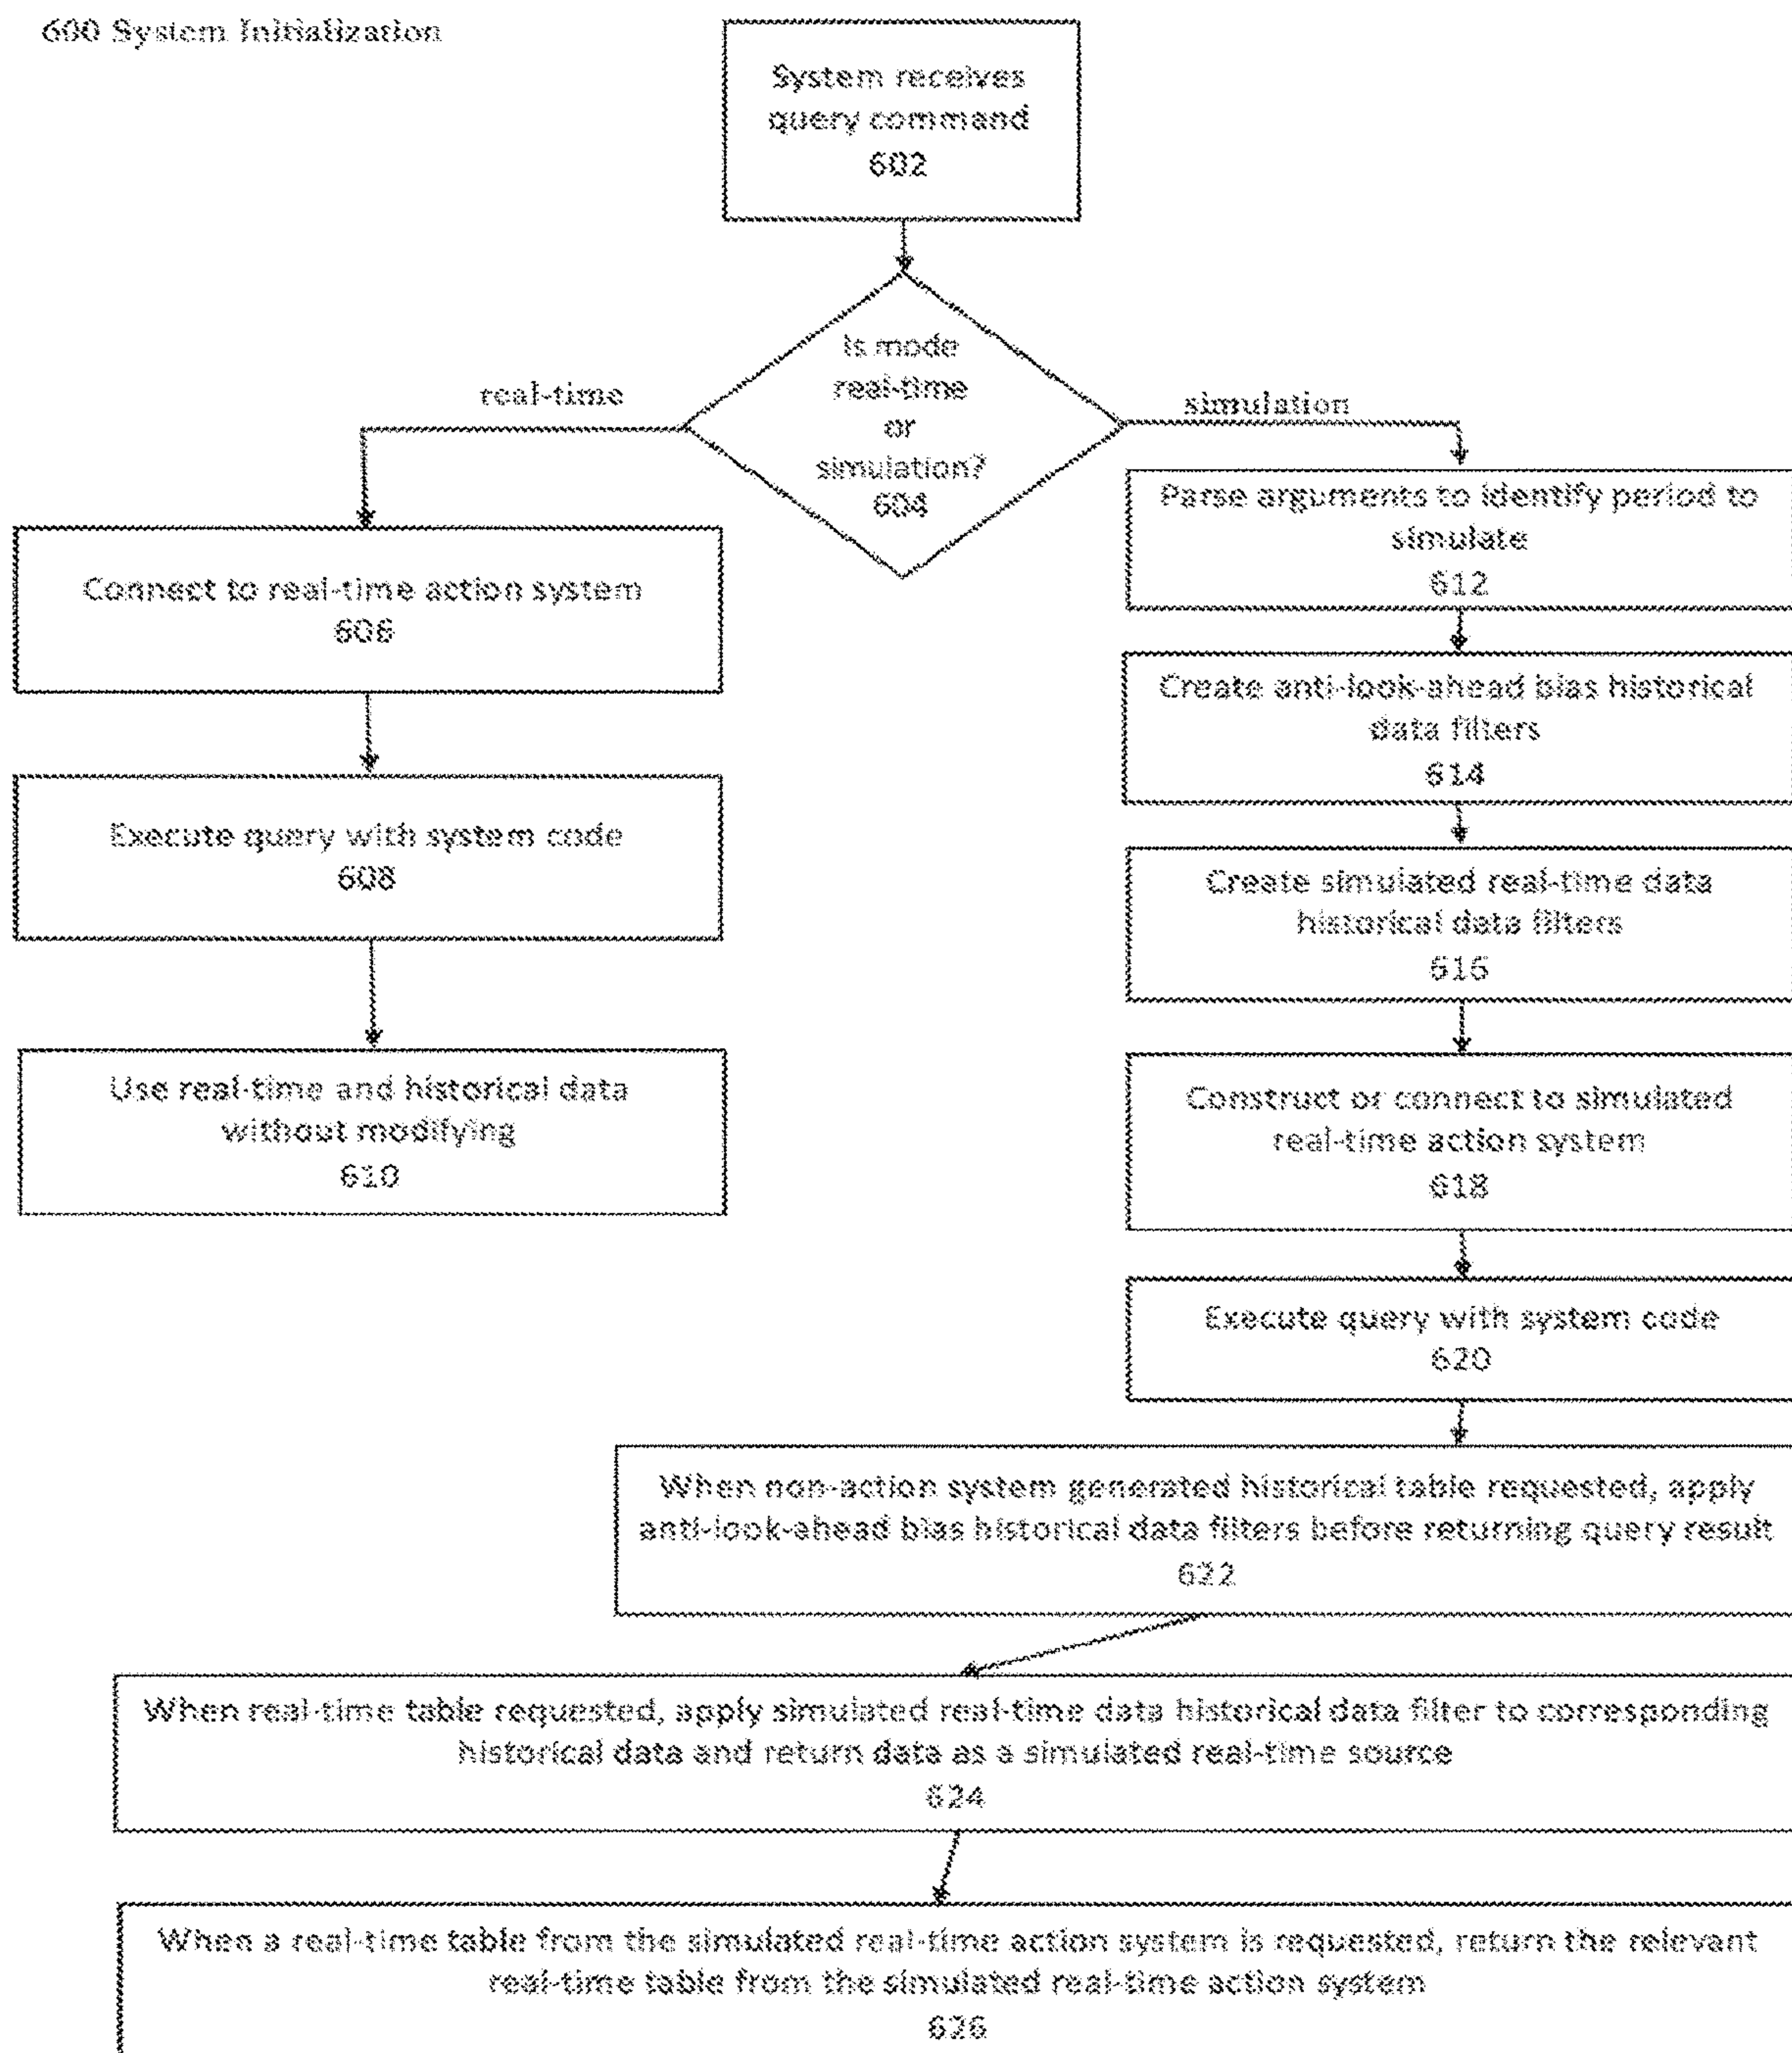 600 System Initialization
System receives
query command
602
Is mode
real-time
or
simulation?
604
real-time
simulation
Connect to real-time action system
606
Execute query with system code
608
Use real-time and historical data
without modifying
610
Parse arguments to identify period to
simulate
612
Create anti-look-ahead bias historical
data filters
614
Create simulated real-time data
historical data filters
616
Construct or connect to simulated
real-time action system
618
Execute query with system code
620
When non-action system generated historical table requested, apply
anti-look-ahead bias historical data filters before returning query result
622
When real-time table requested, apply simulated real-time data historical data filter to corresponding
historical data and return data as a simulated real-time source
624
When a real-time table from the simulated real-time action system is requested, return the relevant
real-time table from the simulated real-time action system
626